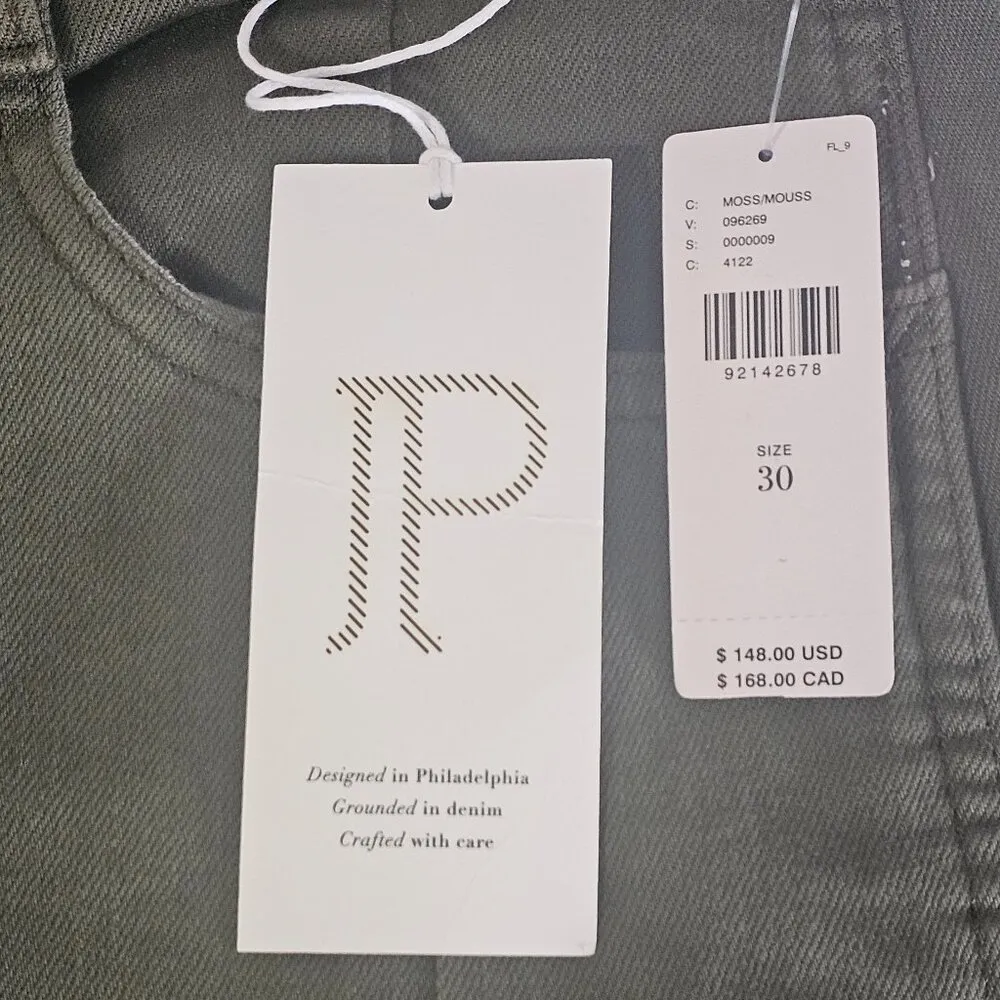 JP
Designed in Philadelphia
Grounded in denim
Crafted with care
FL_9
C: MOSS/MOUSS
V: 096269
S: 0000009
C: 4122
92142678
SIZE
30
$ 148.00 USD
$ 168.00 CAD